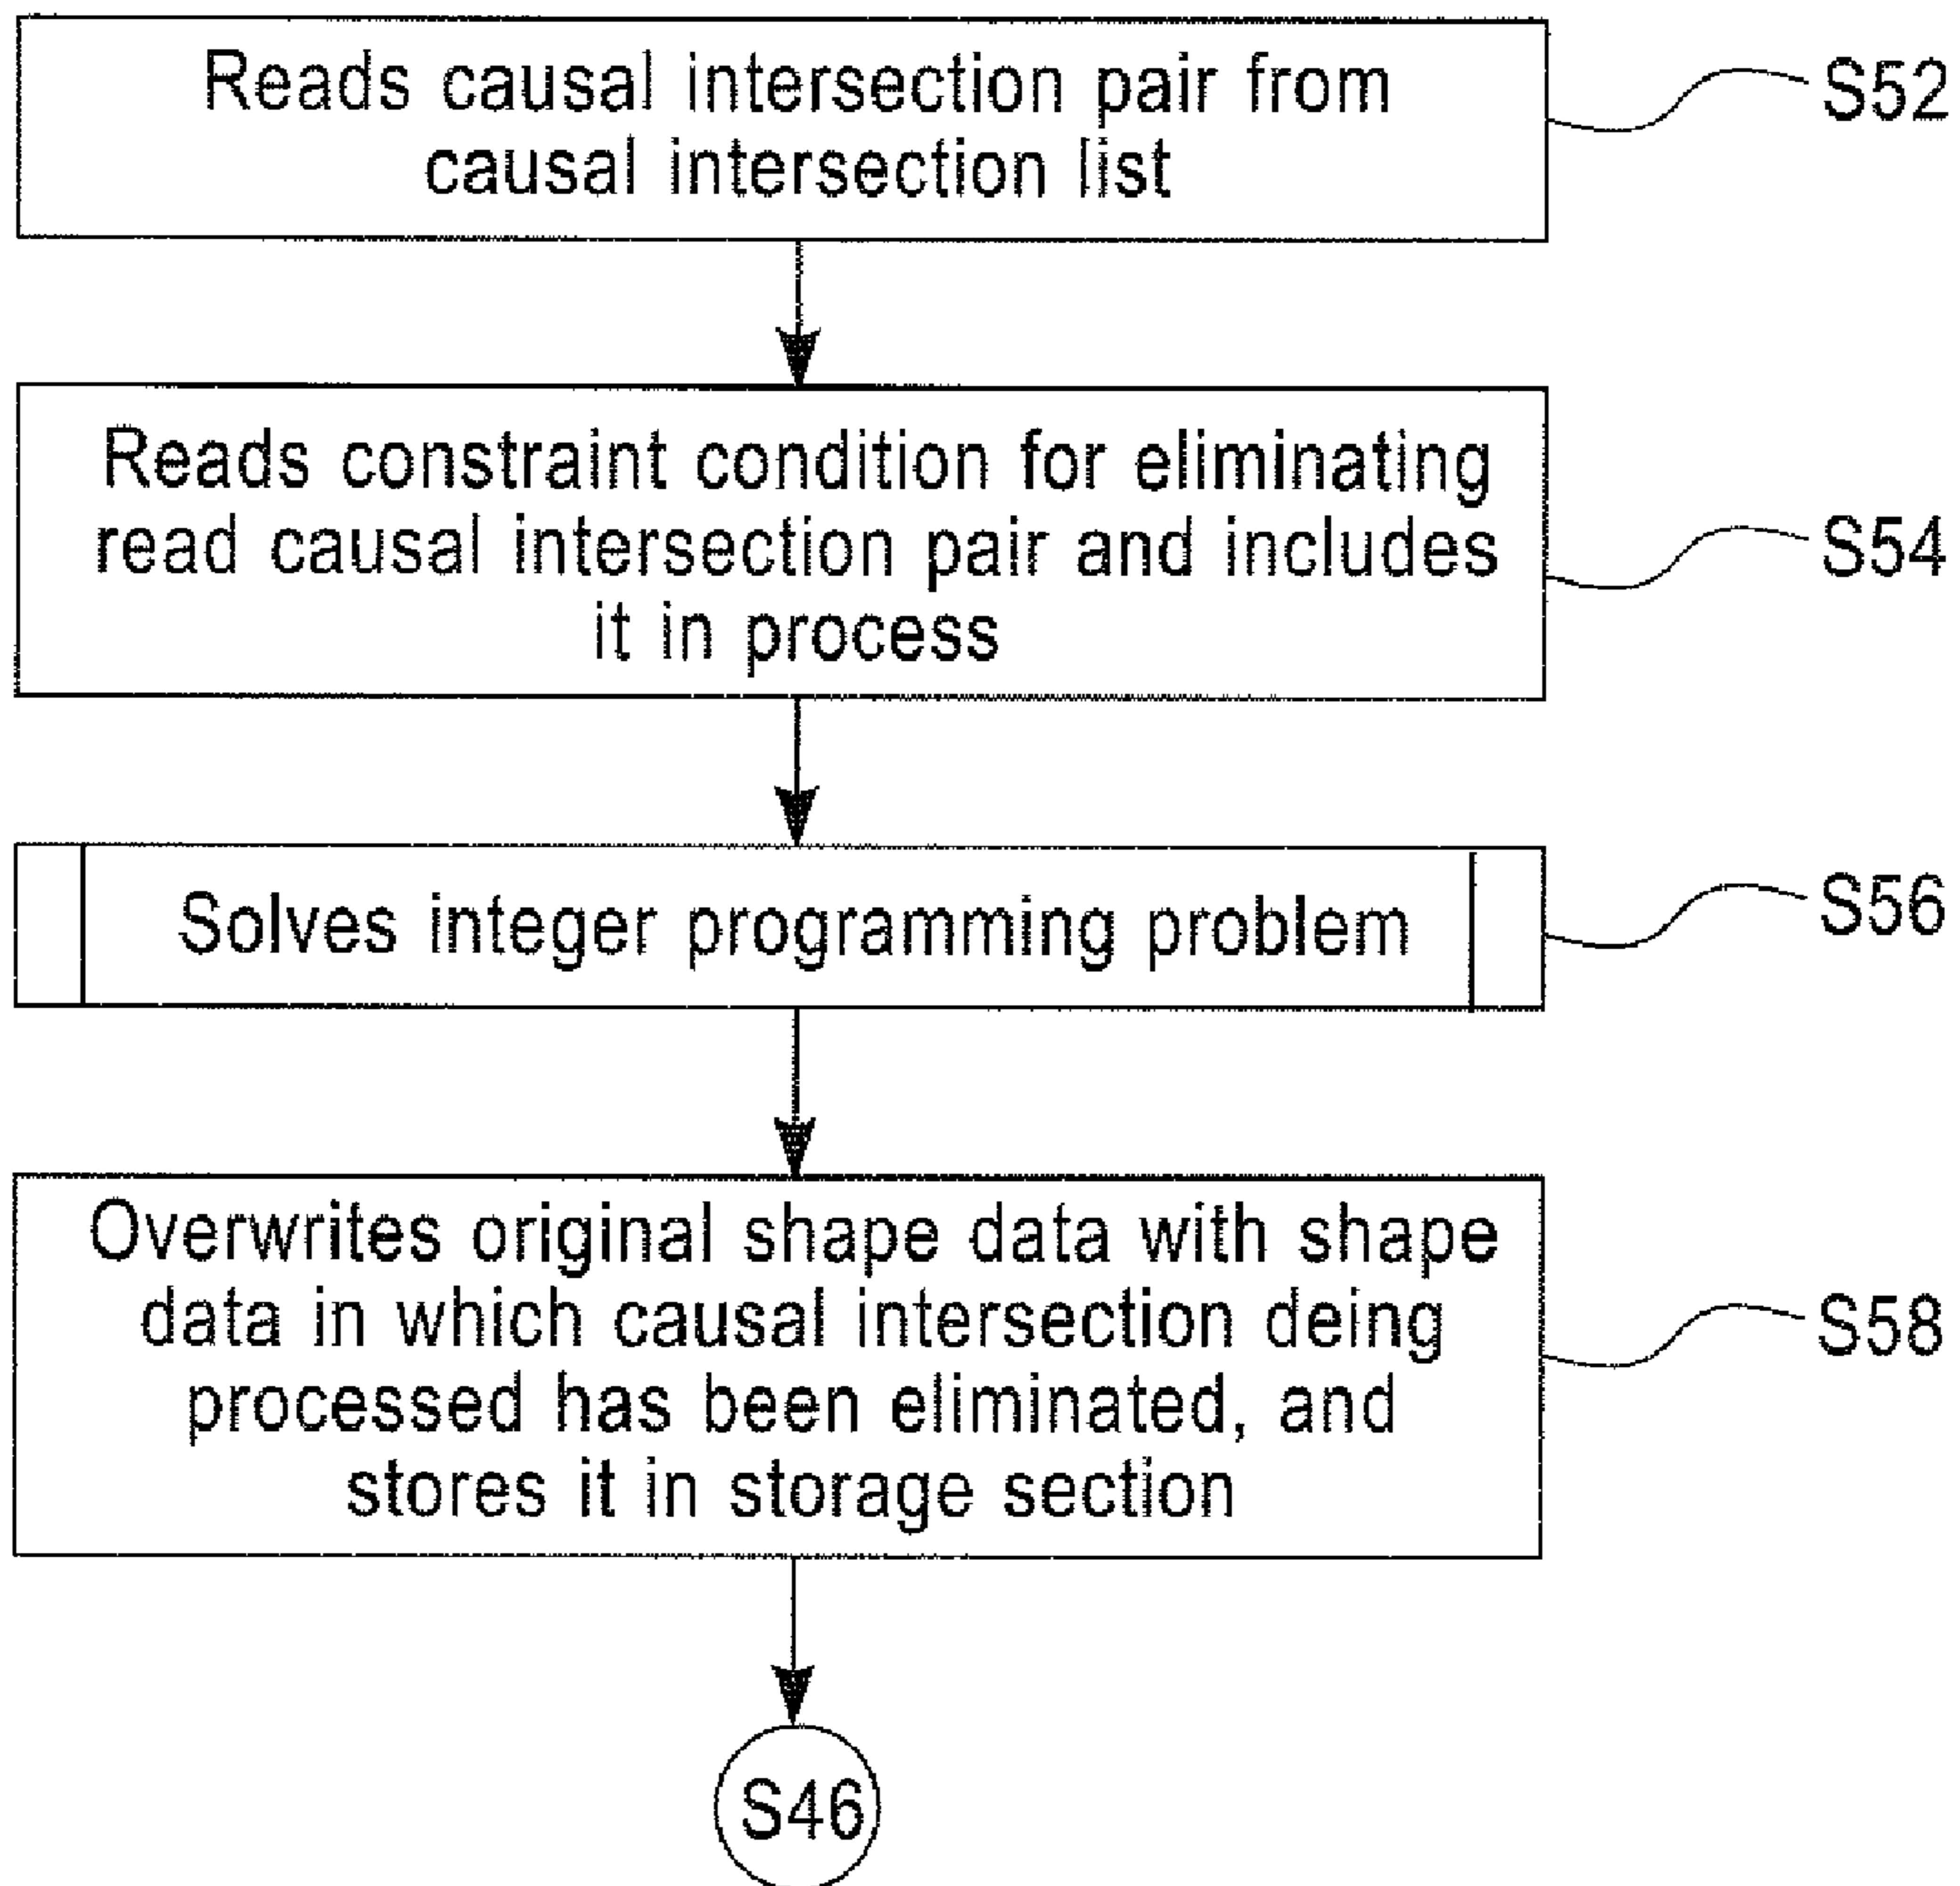 Reads causal intersection pair from
causal intersection list
S52
Reads constraint condition for eliminating
read causal intersection pair and includes
it in process
S54
Solves integer programming problem
S56
Overwrites original shape data with shape
data in which causal intersection deing
processed has been eliminated, and
stores it in storage section
S58
S46